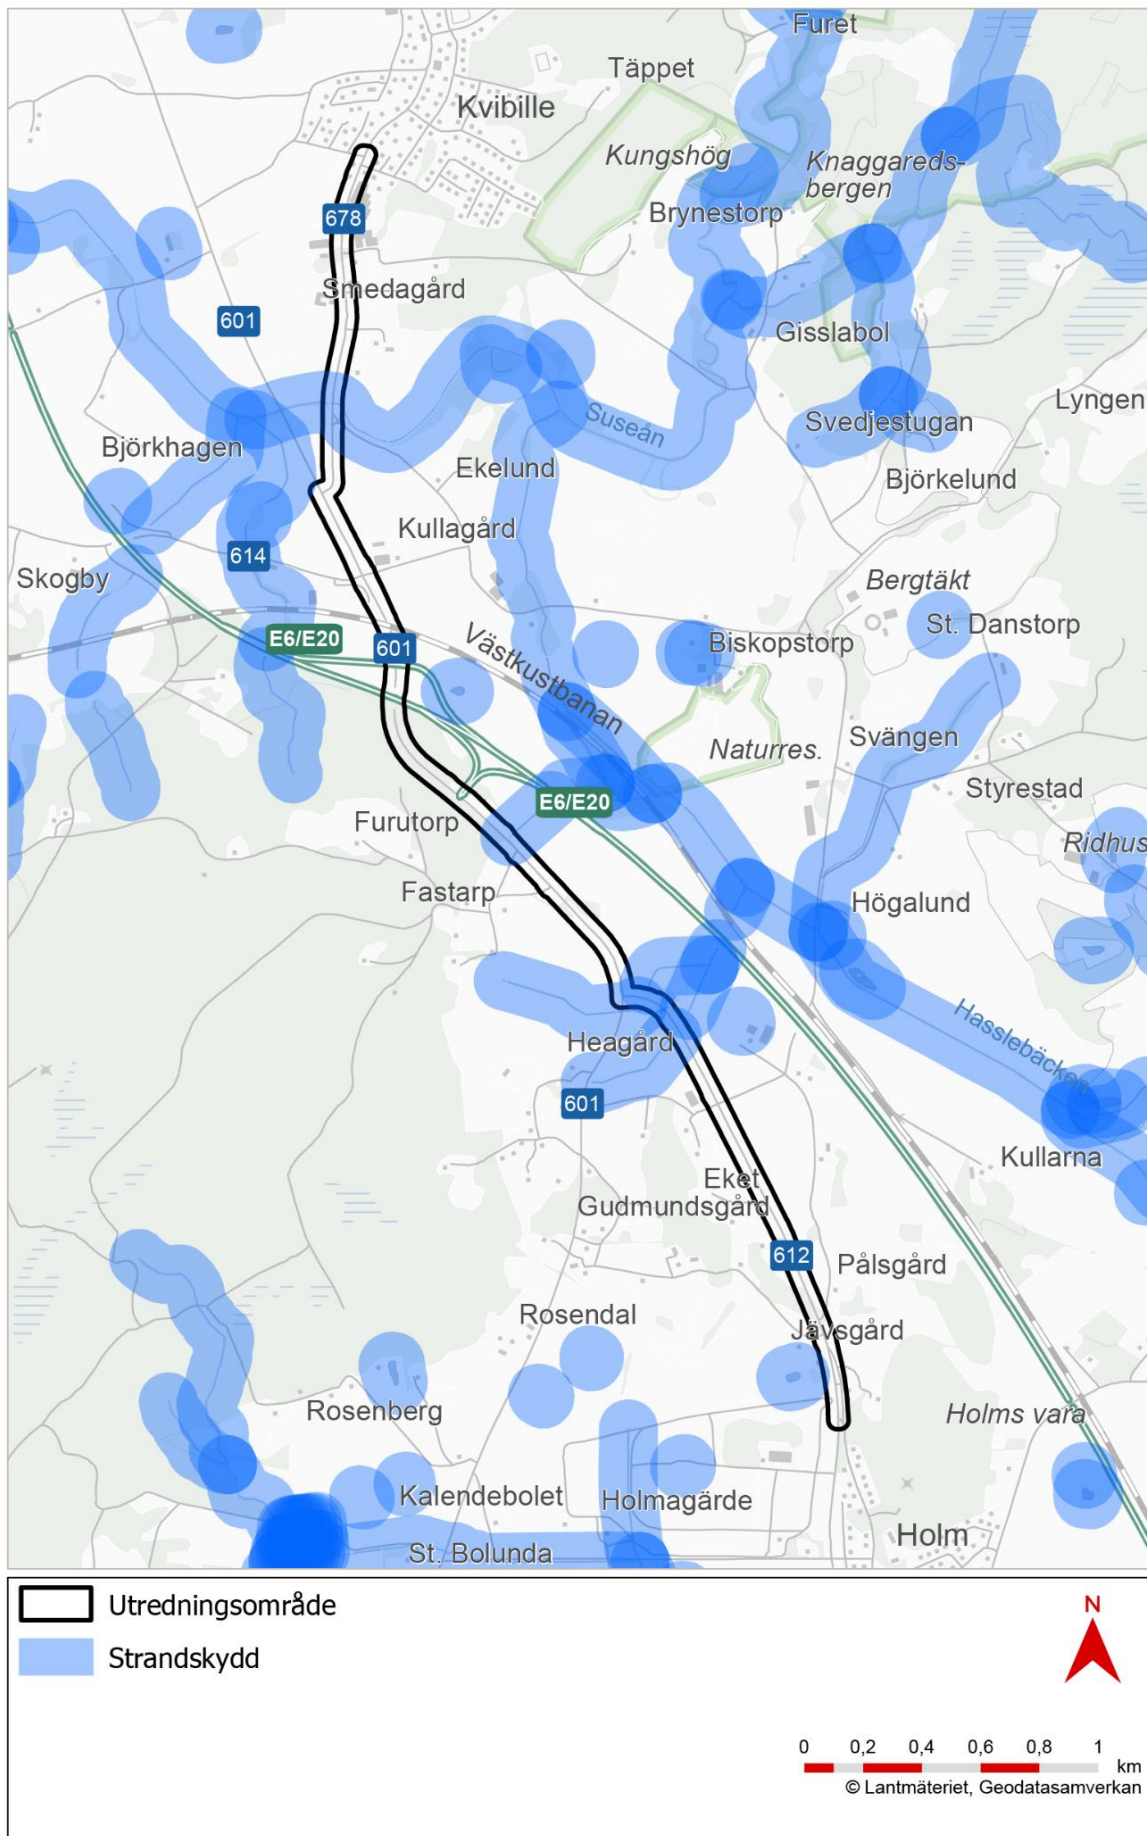 Furet
Täppet
Kvibille
Kungshög
Knaggareds-
bergen
Brynestorp
678
Smedagård
601
Gisslabol
Lyngen
Suseån
Svedjestugan
Björkhagen
Ekelund
Björkelund
Kullagård
614
Skogby
Bergtäkt
St. Danstorp
E6/E20
601
Västkustbanan
Biskopstorp
Naturres.
Svängen
Styrestad
E6/E20
Furutorp
Ridhus
Fastarp
Högalund
Hasslebäcken
Heagård
601
Kullarna
Eket
Gudmundsgård
612
Pålsgård
Rosendal
Jävsgård
Rosenberg
Holms vara
Kalendebolet
Holmagärde
Holm
St. Bolunda
Utredningsområde
Strandskydd
N
0 0,2 0,4 0,6 0,8 1
km
© Lantmäteriet, Geodatasamverkan